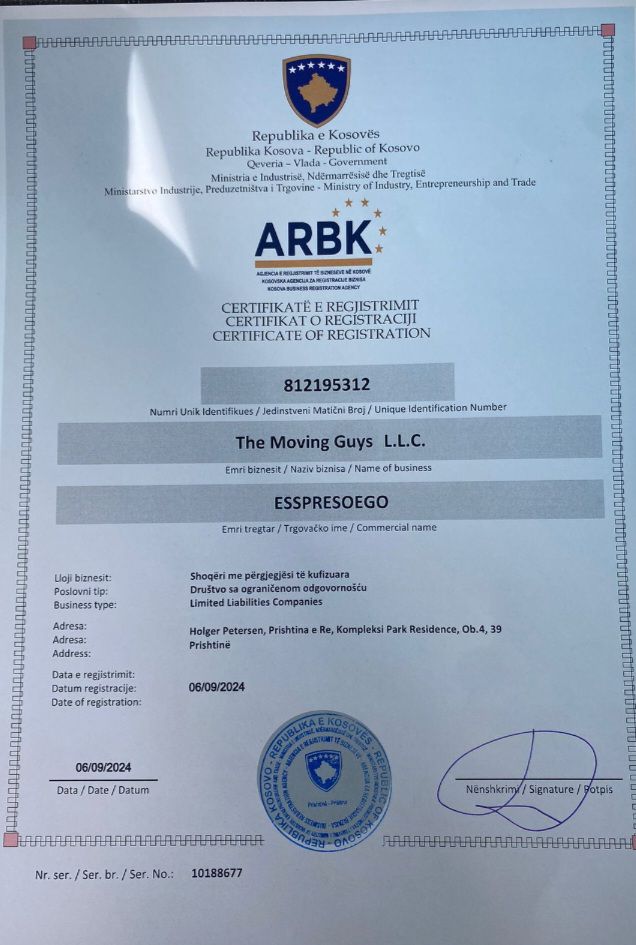 Republika e Kosovës
Republika Kosova - Republic of Kosovo
Qeveria – Vlada - Government
Ministria e Industrisë, Ndërmarrësisë dhe Tregtisë
Ministarstvo Industrije, Preduzetništva i Trgovine - Ministry of Industry, Entrepreneurship and Trade
ARBK
AGJENCIA E REGJISTRIMIT TË BIZNESEVE NË KOSOVË
KOSOVSKA AGENCIJA ZA REGISTRACIJE BIZNISA
KOSOVA BUSINESS REGISTRATION AGENCY
CERTIFIKATË E REGJISTRIMIT
CERTIFIKAT O REGISTRACIJI
CERTIFICATE OF REGISTRATION
812195312
Numri Unik Identifikues / Jedinstveni Matični Broj / Unique Identification Number
The Moving Guys L.L.C.
Emri biznesit / Naziv biznisa / Name of business
ESSPRESOEGO
Emri tregtar / Trgovačko ime / Commercial name
Lloji biznesit: Shoqëri me përgjegjësi të kufizuara
Poslovni tip: Društvo sa ograničenom odgovornošću
Business type: Limited Liabilities Companies
Adresa:
Adresa: Holger Petersen, Prishtina e Re, Kompleksi Park Residence, Ob.4, 39
Address: Prishtinë
Data e regjistrimit:
Datum registracije: 06/09/2024
Date of registration:
REPUBLIKA E KOSOVËS
REPUBLIC OF KOSOVO
REPUBLIKA KOSOVO
06/09/2024
Data / Date / Datum
Nënshkrimi / Signature / Potpis
Nr. ser. / Ser. br. / Ser. No.: 10188677